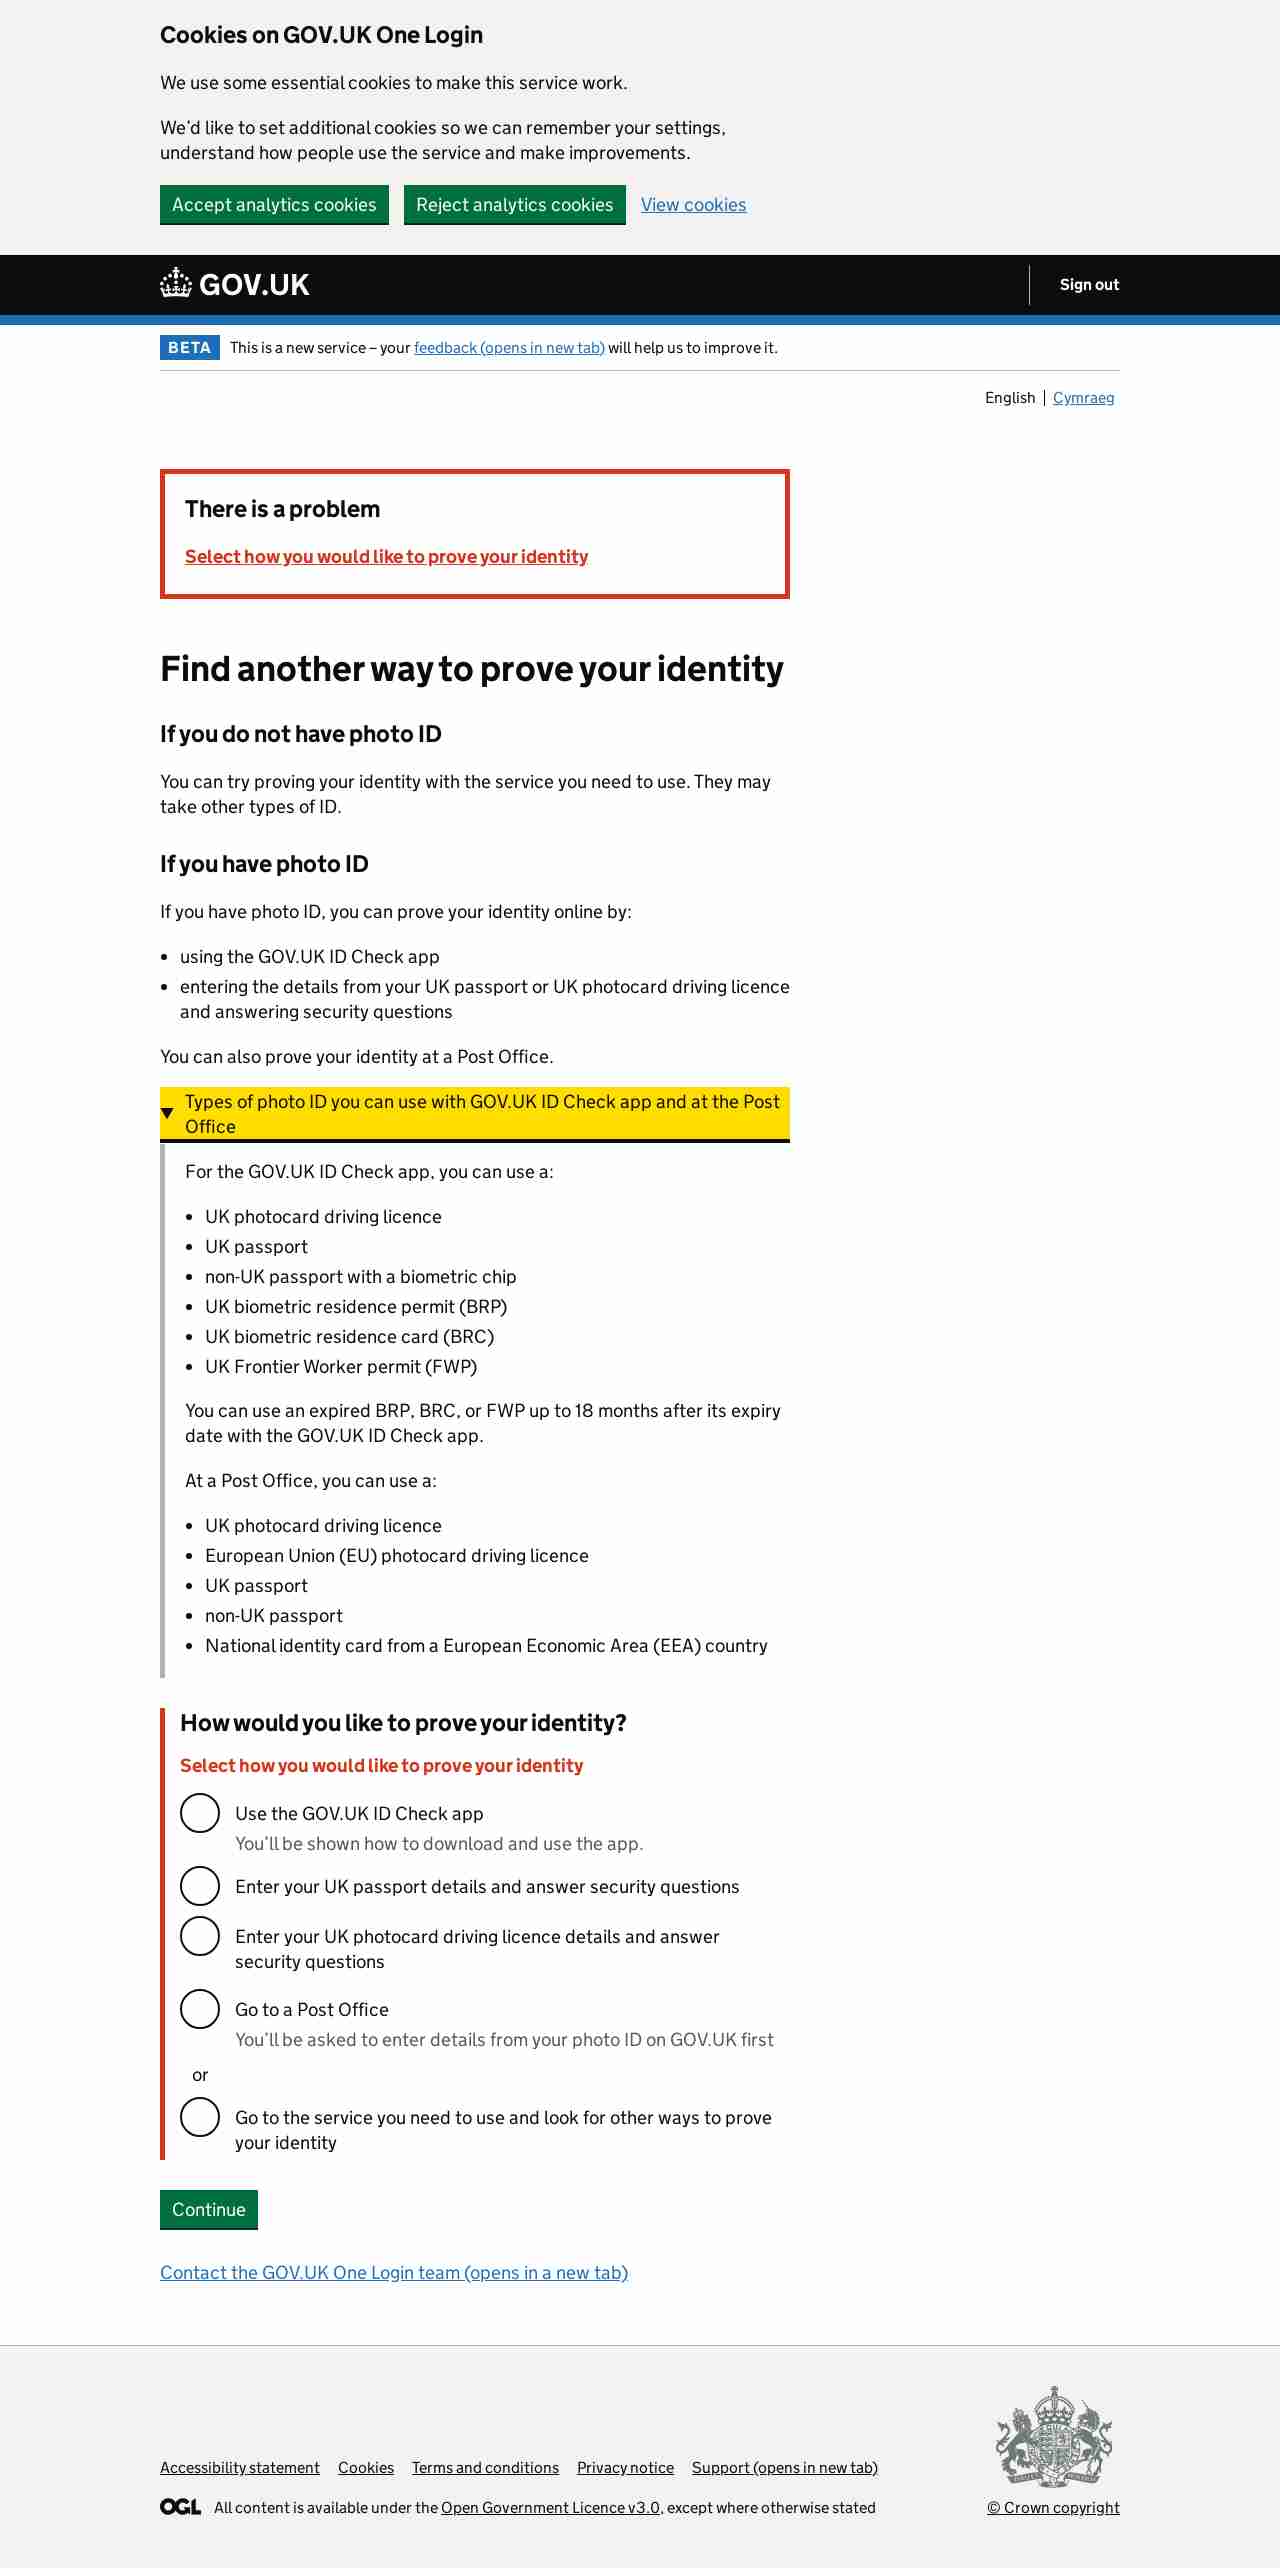 Cookies on GOV.UK One Login
We use some essential cookies to make this service work.
We'd like to set additional cookies so we can remember your settings,
understand how people use the service and make improvements.
Accept analytics cookies
Reject analytics cookies
View cookies
GOV.UK
Sign out
BETA
This is a new service – your feedback (opens in new tab) will help us to improve it.
English
Cymraeg
There is a problem
Select how you would like to prove your identity
Find another way to prove your identity
If you do not have photo ID
You can try proving your identity with the service you need to use. They may
take other types of ID.
If you have photo ID
If you have photo ID, you can prove your identity online by:
• using the GOV.UK ID Check app
• entering the details from your UK passport or UK photocard driving licence
and answering security questions
You can also prove your identity at a Post Office.
Types of photo ID you can use with GOV.UK ID Check app and at the Post
Office
For the GOV.UK ID Check app, you can use a:
• UK photocard driving licence
• UK passport
• non-UK passport with a biometric chip
• UK biometric residence permit (BRP)
• UK biometric residence card (BRC)
• UK Frontier Worker permit (FWP)
You can use an expired BRP, BRC, or FWP up to 18 months after its expiry
date with the GOV.UK ID Check app.
At a Post Office, you can use a:
• UK photocard driving licence
• European Union (EU) photocard driving licence
• UK passport
• non-UK passport
• National identity card from a European Economic Area (EEA) country
How would you like to prove your identity?
Select how you would like to prove your identity
Use the GOV.UK ID Check app
You'll be shown how to download and use the app.
Enter your UK passport details and answer security questions
Enter your UK photocard driving licence details and answer
security questions
Go to a Post Office
You'll be asked to enter details from your photo ID on GOV.UK first
or
Go to the service you need to use and look for other ways to prove
your identity
Continue
Contact the GOV.UK One Login team (opens in a new tab)
Accessibility statement
Cookies
Terms and conditions
Privacy notice
Support (opens in new tab)
OGL
All content is available under the Open Government Licence v3.0, except where otherwise stated
© Crown copyright